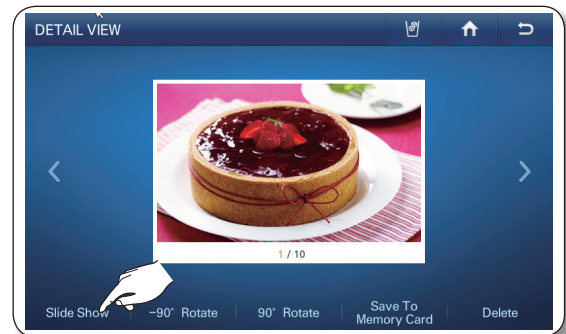 DETAIL VIEW
1 / 10
Slide Show
-90° Rotate
90° Rotate
Save To
Memory Card
Delete